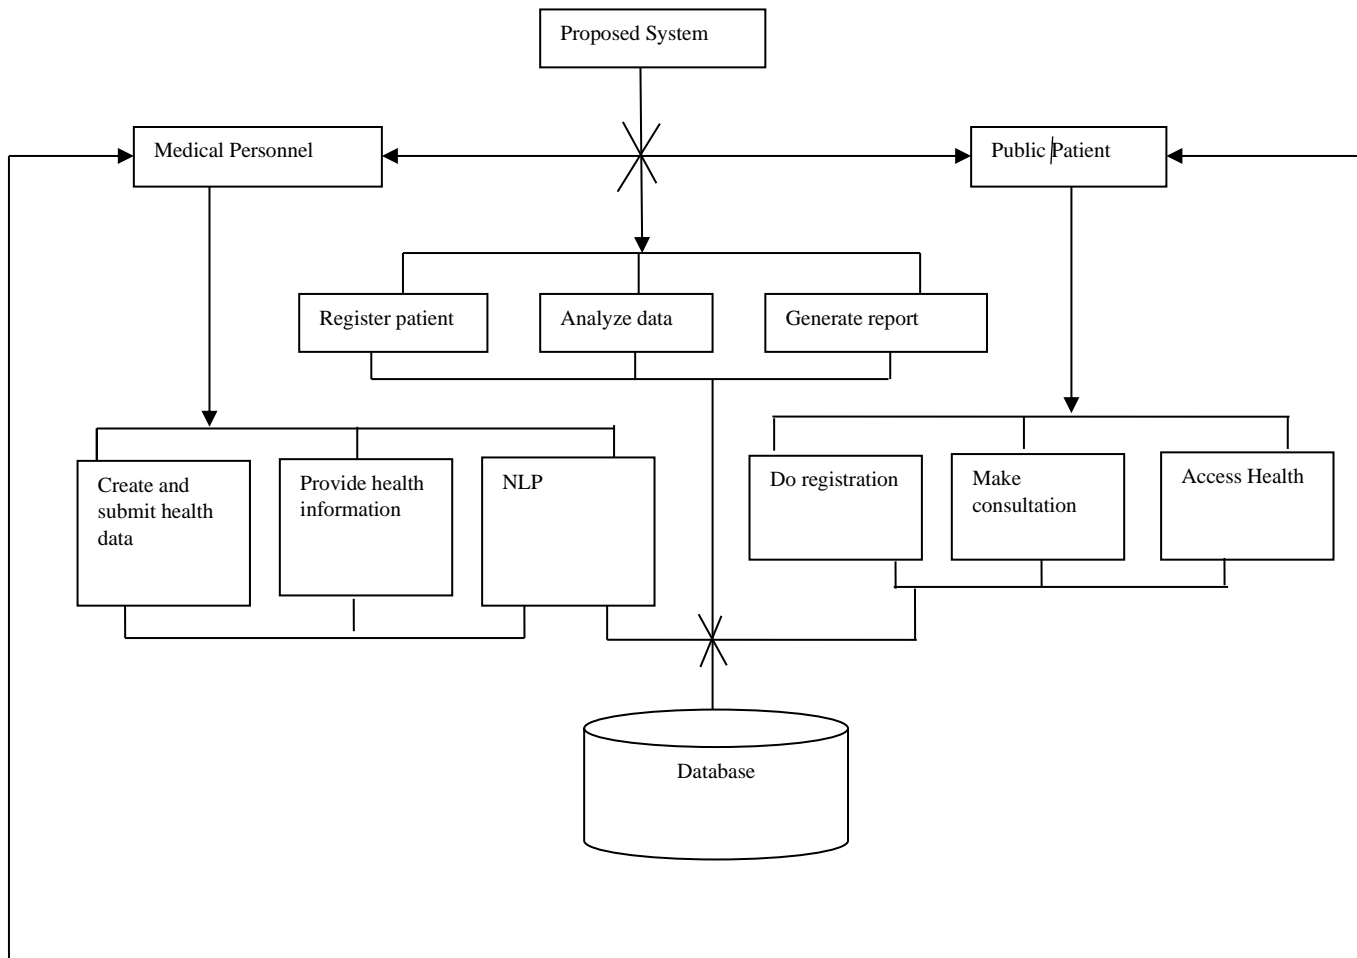 Proposed System
Medical Personnel
Public /Patient
Register patient
Analyze data
Generate report
Create and
submit health
data
Provide health
information
NLP
Do registration
Make
consultation
Access Health
Database